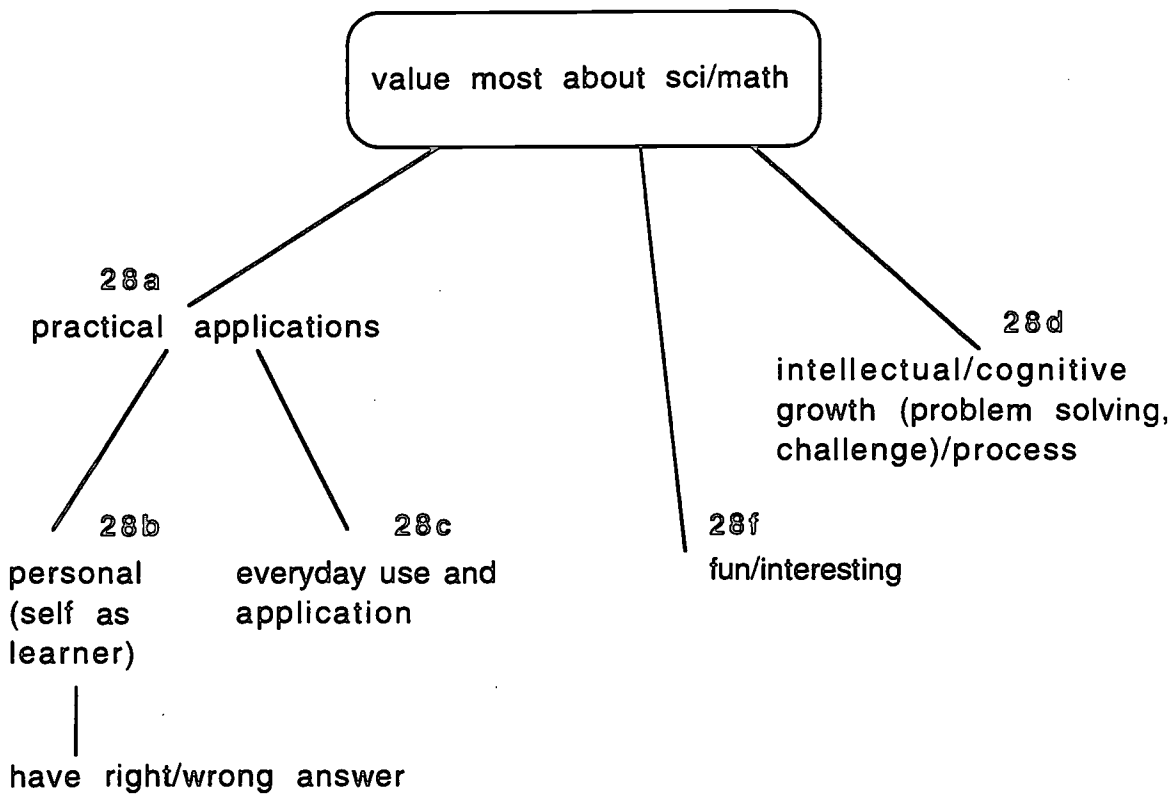 value most about sci/math
28a
practical applications
28d
intellectual/cognitive
growth (problem solving,
challenge)/process
28b
personal
(self as
learner)
28c
everyday use and
application
28f
fun/interesting
have right/wrong answer